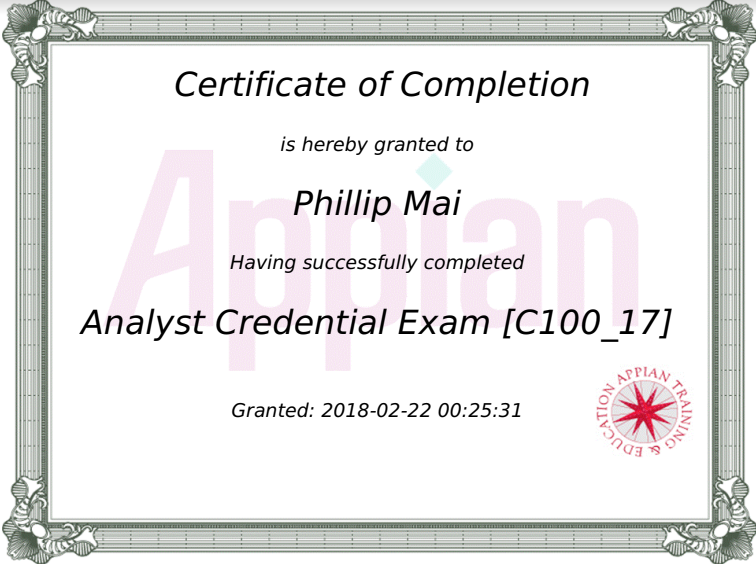 Certificate of Completion
is hereby granted to
Phillip Mai
Having successfully completed
Analyst Credential Exam [C100_17]
Granted: 2018-02-22 00:25:31
Appian
APPIAN TRAINING & EDUCATION